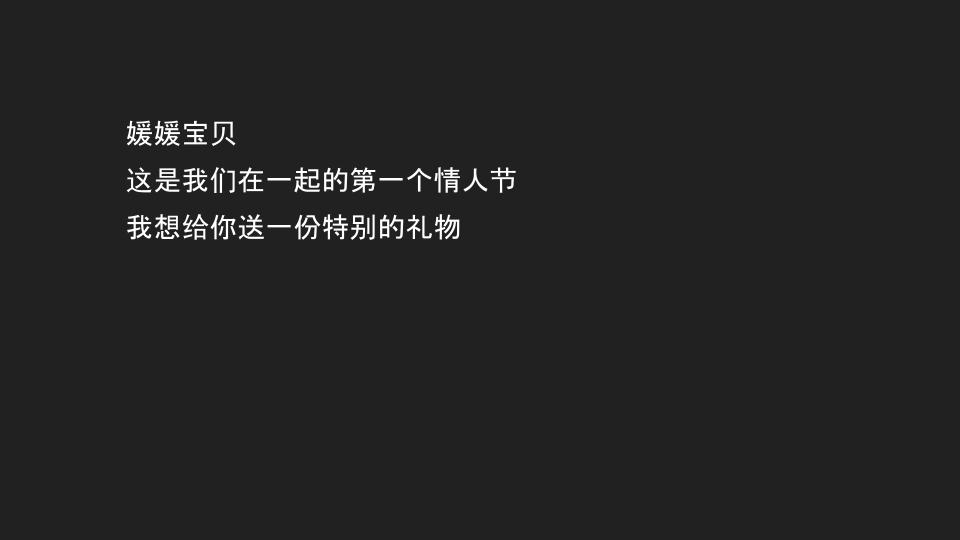 媛媛宝贝
这是我们在一起的第一个情人节
我想给你送一份特别的礼物